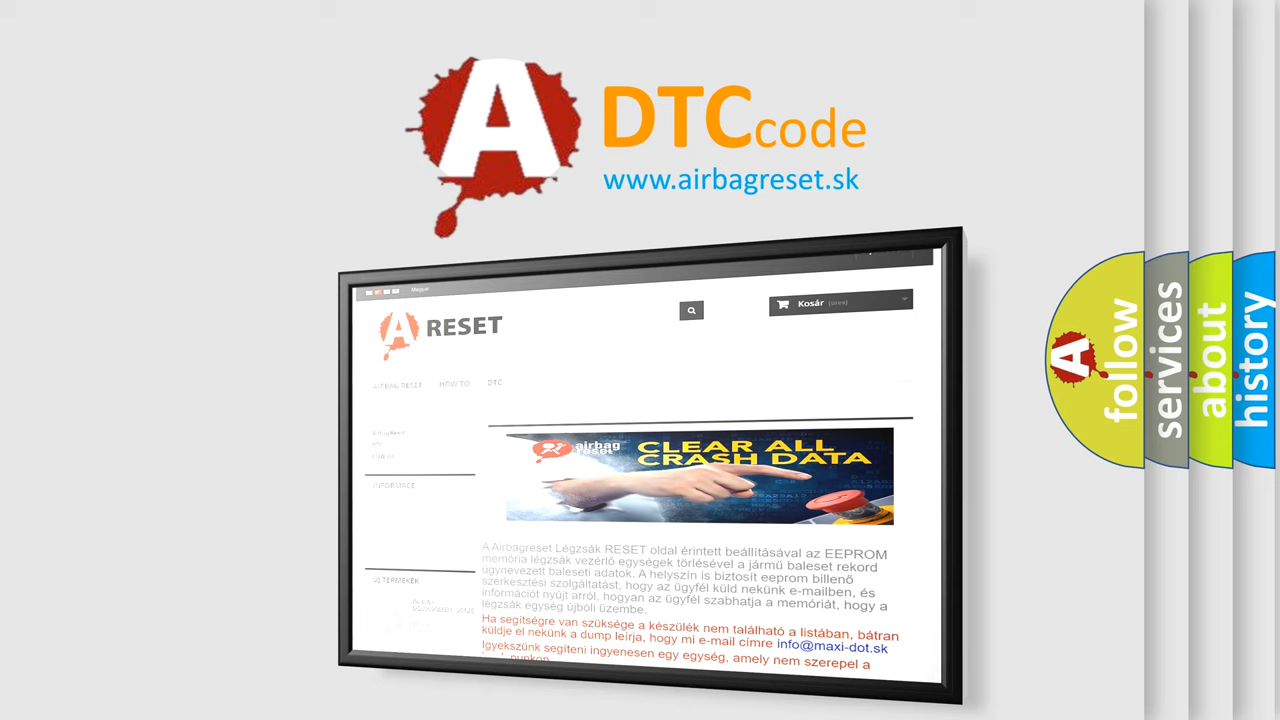 A DTC code
www.airbagreset.sk
Magyar
A RESET
Kosár (üres)
AIRBAG RESET HOW TO DTC
INFORMACE
ÚJ TERMÉKEK
airbag
reset
CLEAR ALL
CRASH DATA
A Airbagreset Légzsák RESET oldal érintett beállításával az EEPROM
memória légzsák vezérlő egységek törlésével a jármű baleset rekord
úgynevezett baleseti adatok. A helyszín is biztosít eeprom billenő
szerkesztési szolgáltatást, hogy az ügyfél küld nekünk e-mailben, és
információt nyújt arról, hogyan az ügyfél szabhatja a memóriát, hogy a
légzsák egység újbóli üzembe.
Ha segítségre van szüksége a készülék nem található a listában, bátran
küldje el nekünk a dump leírja, hogy mi e-mail címre info@maxi-dot.sk
Igyekszünk segíteni ingyenesen egy egység, amely nem szerepel a
A follow
services
about
history